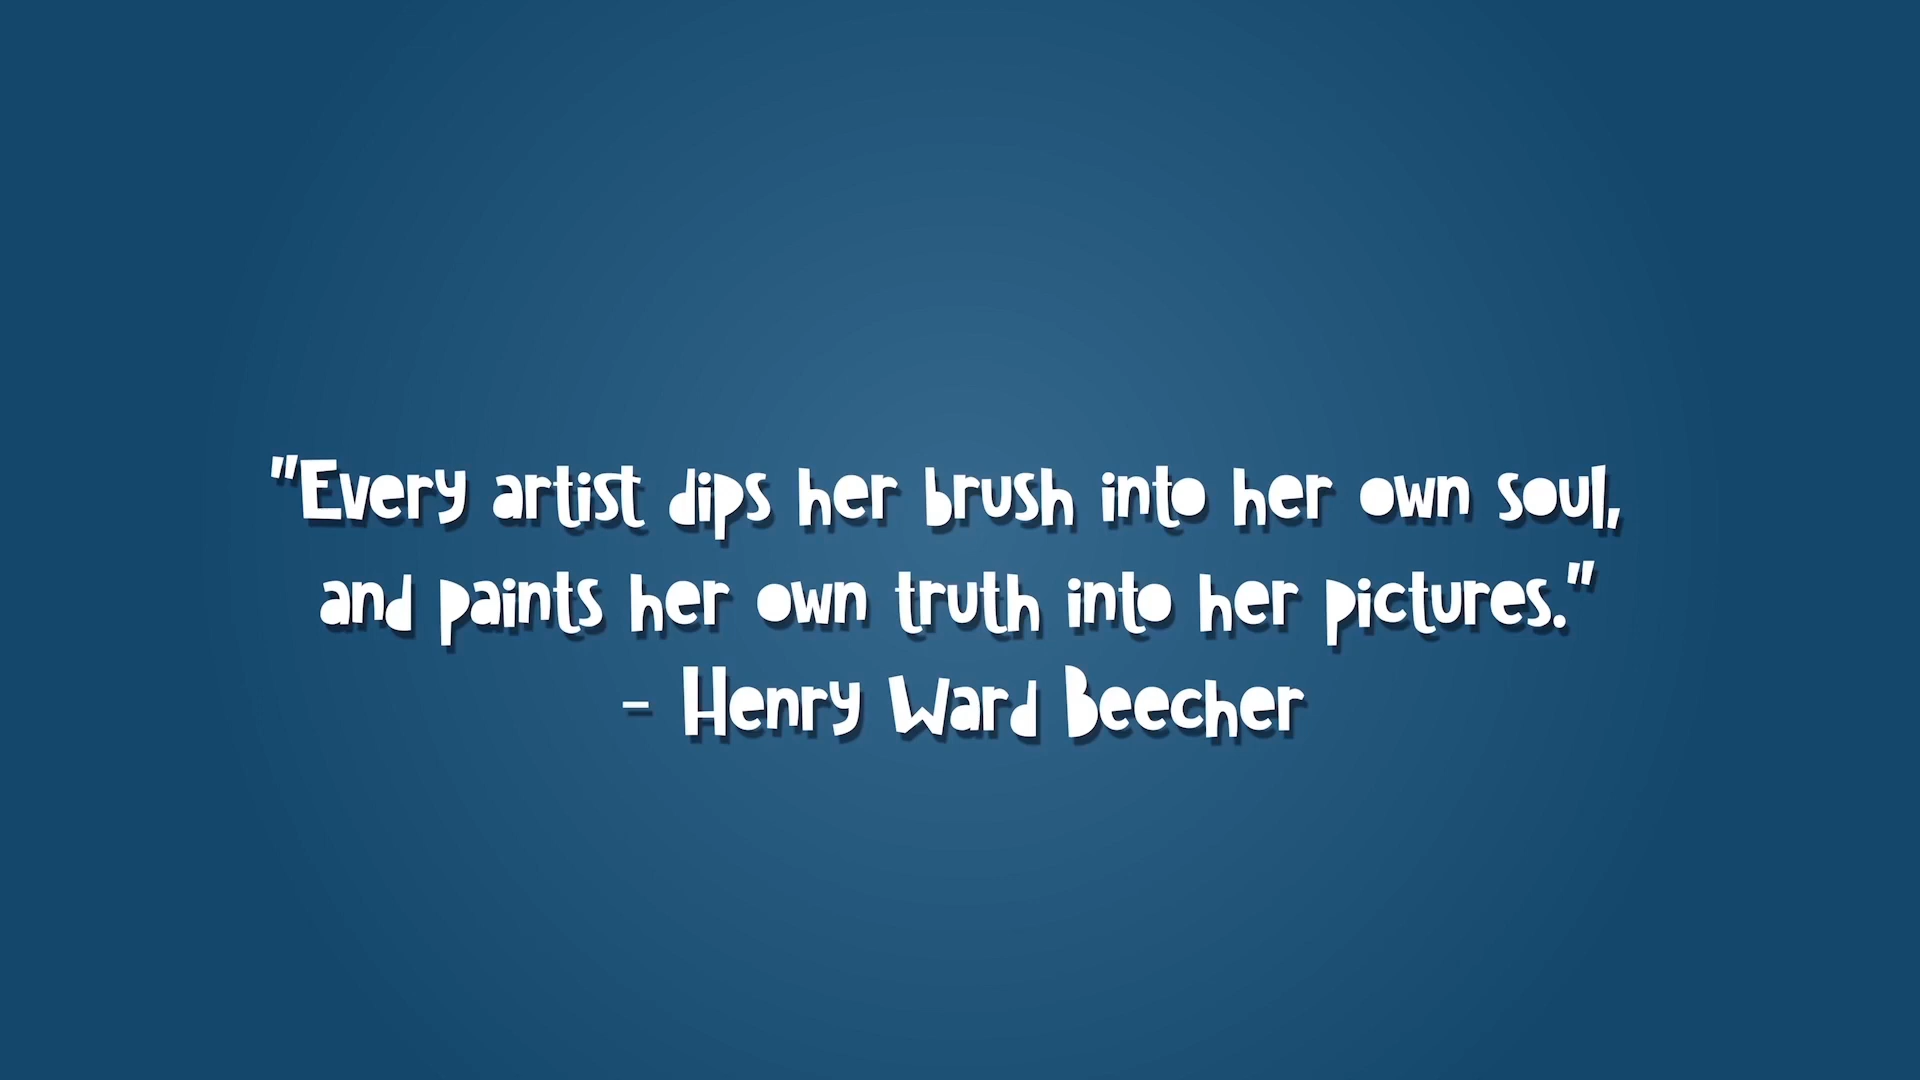 "Every artist dips her brush into her own soul,
and paints her own truth into her pictures."
- Henry Ward Beecher